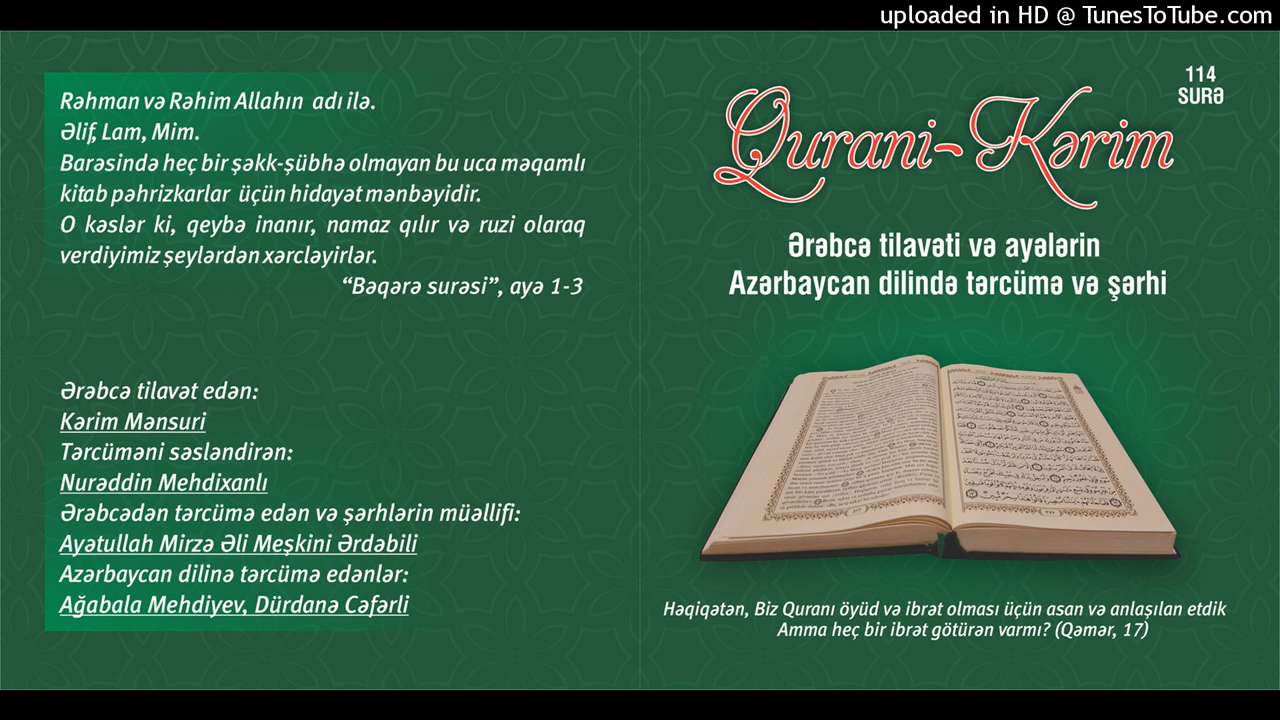 uploaded in HD @ TunesToTube.com
Rəhman və Rəhim Allahın adı ilə.
Əlif, Lam, Mim.
Barəsində heç bir şəkk-şübhə olmayan bu uca məqamlı
kitab pəhrizkarlar üçün hidayət mənbəyidir.
O kəslər ki, qeybə inanır, namaz qılır və ruzi olaraq
verdiyimiz şeylərdən xərcləyirlər.
“Bəqərə surəsi”, ayə 1-3
Ərəbcə tilavət edən:
Kərim Mənsuri
Tərcüməni səsləndirən:
Nurəddin Mehdixanlı
Ərəbcədən tərcümə edən və şərhlərin müəllifi:
Ayətullah Mirzə Əli Meşkini Ərdəbili
Azərbaycan dilinə tərcümə edənlər:
Ağabala Mehdiyev, Dürdanə Cəfərli
114
SURƏ
Qurani-Kərim
Ərəbcə tilavəti və ayələrin
Azərbaycan dilində tərcümə və şərhi
Həqiqətən, Biz Quranı öyüd və ibrət olması üçün asan və anlaşılan etdik
Amma heç bir ibrət götürən varmı? (Qəmər, 17)